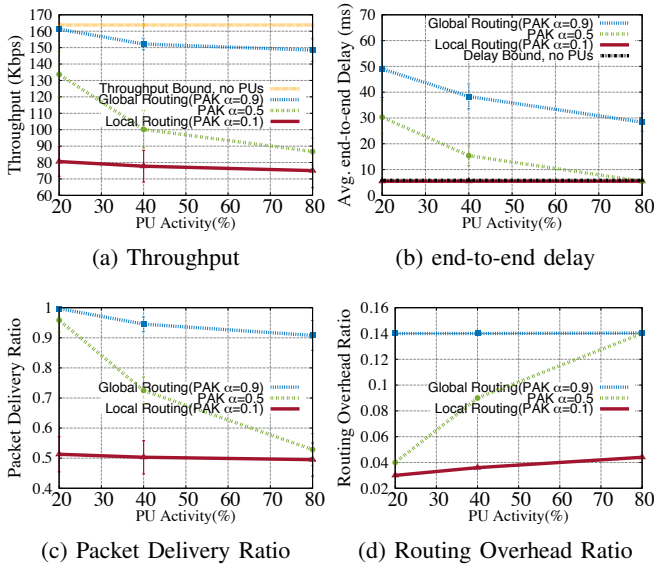 170
160
150
140
130
120
110
100
90
80
70
60
Throughput (Kbps)
Throughput Bound, no PUs
Global Routing(PAK α=0.9)
PAK α=0.5
Local Routing(PAK α=0.1)
20 30 40 50 60 70 80
PU Activity(%)
(a) Throughput
70
60
50
40
30
20
10
0
Avg. end-to-end Delay (ms)
Global Routing(PAK α=0.9)
PAK α=0.5
Local Routing(PAK α=0.1)
Delay Bound, no PUs
20 30 40 50 60 70 80
PU Activity(%)
(b) end-to-end delay
1
0.9
0.8
0.7
0.6
0.5
0.4
Packet Delivery Ratio
Global Routing(PAK α=0.9)
PAK α=0.5
Local Routing(PAK α=0.1)
20 30 40 50 60 70 80
PU Activity(%)
(c) Packet Delivery Ratio
0.16
0.14
0.12
0.1
0.08
0.06
0.04
0.02
Routing Overhead Ratio
Global Routing(PAK α=0.9)
PAK α=0.5
Local Routing(PAK α=0.1)
20 30 40 50 60 70 80
PU Activity(%)
(d) Routing Overhead Ratio